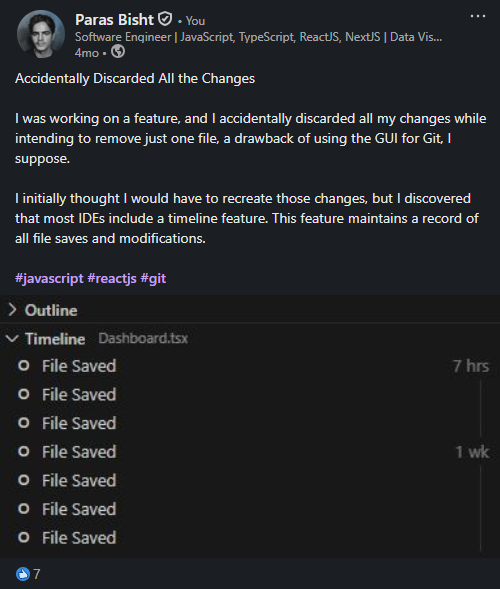 Paras Bisht • You
Software Engineer | JavaScript, TypeScript, ReactJS, NextJS | Data Vis...
4mo •
Accidentally Discarded All the Changes
I was working on a feature, and I accidentally discarded all my changes while
intending to remove just one file, a drawback of using the GUI for Git, I
suppose.
I initially thought I would have to recreate those changes, but I discovered
that most IDEs include a timeline feature. This feature maintains a record of
all file saves and modifications.
#javascript #reactjs #git
Outline
Timeline Dashboard.tsx
File Saved 7 hrs
File Saved
File Saved
File Saved 1 wk
File Saved
File Saved
File Saved
7